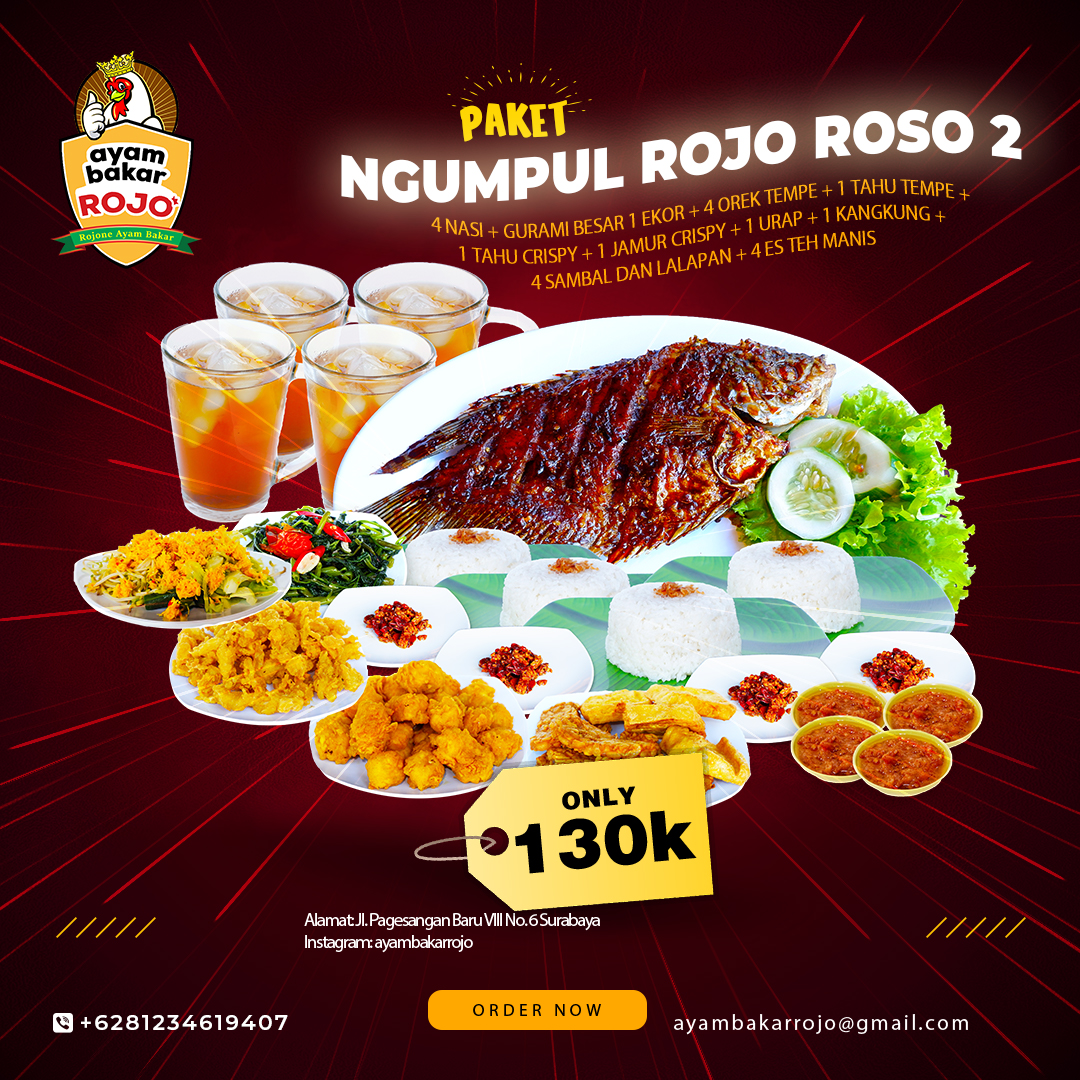 ayam
bakar
ROJO
Rojone Ayam Bakar
PAKET
NGUMPUL ROJO ROSO 2
4 NASI + GURAMI BESAR 1 EKOR + 4 OREK TEMPE + 1 TAHU TEMPE +
1 TAHU CRISPY + 1 JAMUR CRISPY + 1 URAP + 1 KANGKUNG +
4 SAMBAL DAN LALAPAN + 4 ES TEH MANIS
ONLY
130k
Alamat: Jl. Pagesangan Baru VIII No. 6 Surabaya
Instagram: ayambakarrojo
ORDER NOW
+6281234619407
ayambakarrojo@gmail.com